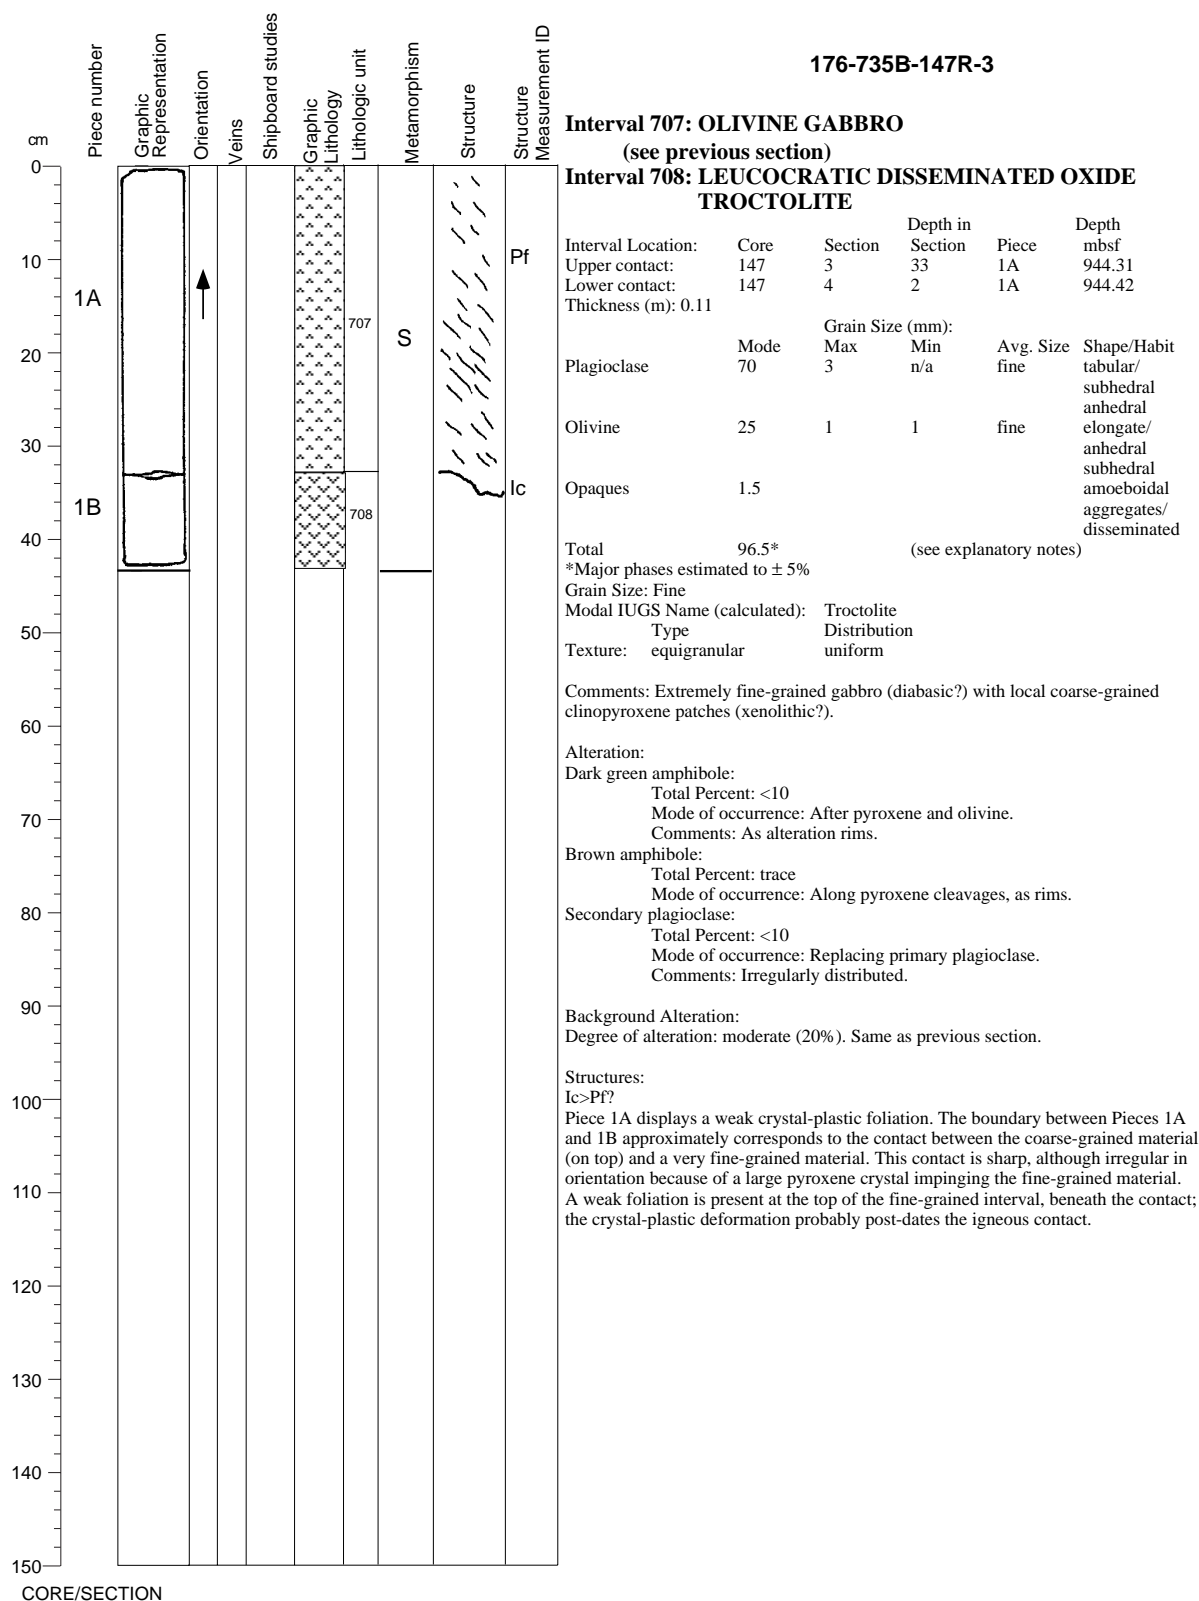 176-735B-147R-3
cm
Piece number
Graphic
Representation
Orientation
Veins
Shipboard studies
Graphic
Lithology
Lithologic unit
Metamorphism
Structure
Structure
Measurement ID
0
10
20
30
40
50
60
70
80
90
100
110
120
130
140
150
1A
1B
707
708
S
Pf
Ic
CORE/SECTION
Interval 707: OLIVINE GABBRO
(see previous section)
Interval 708: LEUCOCRATIC DISSEMINATED OXIDE
TROCTOLITE
Depth in Depth
Interval Location: Core Section Section Piece mbsf
Upper contact: 147 3 33 1A 944.31
Lower contact: 147 4 2 1A 944.42
Thickness (m): 0.11
Grain Size (mm):
Mode Max Min Avg. Size Shape/Habit
Plagioclase 70 3 n/a fine tabular/
subhedral
anhedral
Olivine 25 1 1 fine elongate/
anhedral
subhedral
Opaques 1.5 amoeboidal
aggregates/
disseminated
Total 96.5* (see explanatory notes)
*Major phases estimated to ± 5%
Grain Size: Fine
Modal IUGS Name (calculated): Troctolite
Type Distribution
Texture: equigranular uniform
Comments: Extremely fine-grained gabbro (diabasic?) with local coarse-grained
clinopyroxene patches (xenolithic?).
Alteration:
Dark green amphibole:
Total Percent: <10
Mode of occurrence: After pyroxene and olivine.
Comments: As alteration rims.
Brown amphibole:
Total Percent: trace
Mode of occurrence: Along pyroxene cleavages, as rims.
Secondary plagioclase:
Total Percent: <10
Mode of occurrence: Replacing primary plagioclase.
Comments: Irregularly distributed.
Background Alteration:
Degree of alteration: moderate (20%). Same as previous section.
Structures:
Ic>Pf?
Piece 1A displays a weak crystal-plastic foliation. The boundary between Pieces 1A
and 1B approximately corresponds to the contact between the coarse-grained material
(on top) and a very fine-grained material. This contact is sharp, although irregular in
orientation because of a large pyroxene crystal impinging the fine-grained material.
A weak foliation is present at the top of the fine-grained interval, beneath the contact;
the crystal-plastic deformation probably post-dates the igneous contact.